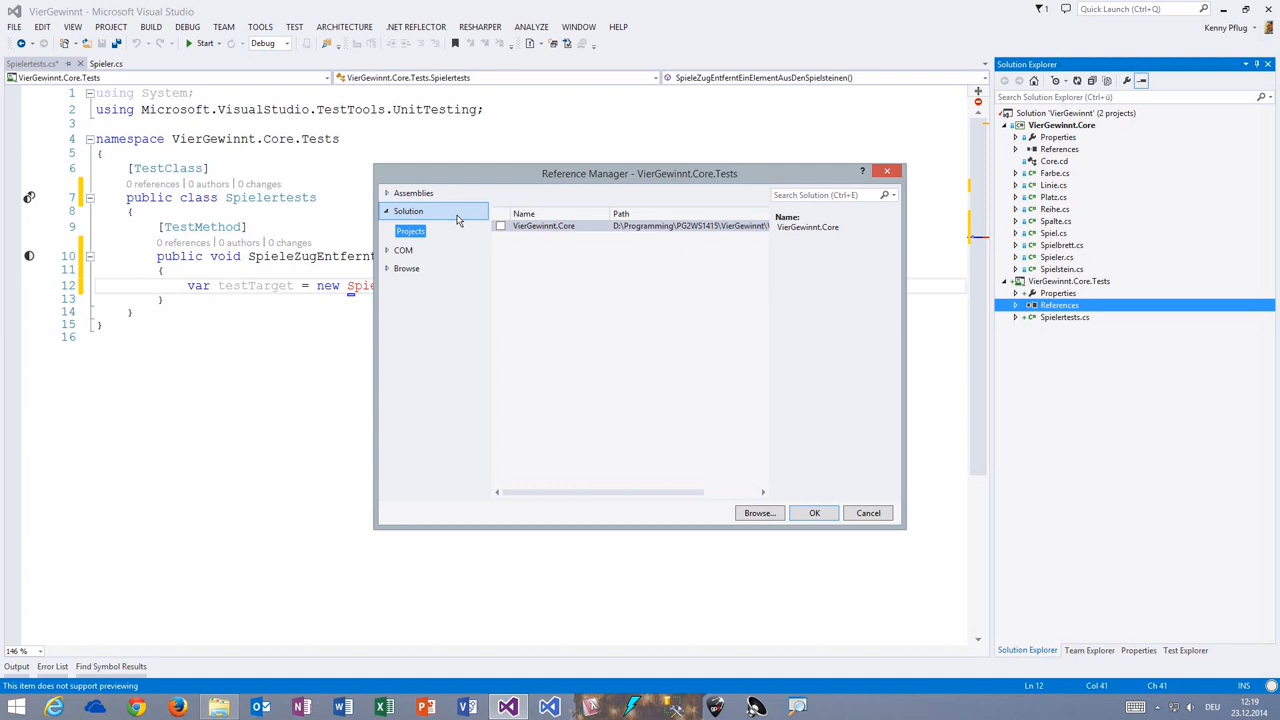 VierGewinnt - Microsoft Visual Studio
1
Quick Launch (Ctrl+Q)
FILE EDIT VIEW PROJECT BUILD DEBUG TEAM TOOLS TEST ARCHITECTURE RESHARPER ANALYZE WINDOW HELP
Kenny Pflug
Start
Debug
Spielertests.cs*
Spieler.cs
VierGewinnt.Core.Tests
VierGewinnt.Core.Tests.Spielertests
SpieleZugEntferntEinElementAusDenSpielsteinen()
1 using System;
2 using Microsoft.VisualStudio.TestTools.UnitTesting;
3
4 namespace VierGewinnt.Core.Tests
5 {
6 [TestClass]
0 references | 0 authors | 0 changes
7 public class Spielertests
8 {
9 [TestMethod]
0 references | 0 authors | 0 changes
10 public void SpieleZugEntfernt
11 {
12 var testTarget = new Spie
13 }
14 }
15 }
16
Reference Manager - VierGewinnt.Core.Tests
?
Assemblies
Solution
Projects
COM
Browse
Search Solution (Ctrl+E)
Name
Path
VierGewinnt.Core
D:\Programming\PG2WS1415\VierGewinnt\
Name:
VierGewinnt.Core
Browse...
OK
Cancel
Solution Explorer
Search Solution Explorer (Ctrl+ü)
Solution 'VierGewinnt' (2 projects)
VierGewinnt.Core
Properties
References
Core.cd
Farbe.cs
Linie.cs
Platz.cs
Reihe.cs
Spalte.cs
Spiel.cs
Spielbrett.cs
Spieler.cs
Spielstein.cs
VierGewinnt.Core.Tests
Properties
References
Spielertests.cs
146 %
Solution Explorer
Team Explorer
Properties
Test Explorer
Output
Error List
Find Symbol Results
This item does not support previewing
Ln 12
Col 41
Ch 41
INS
DEU
12:19
23.12.2014